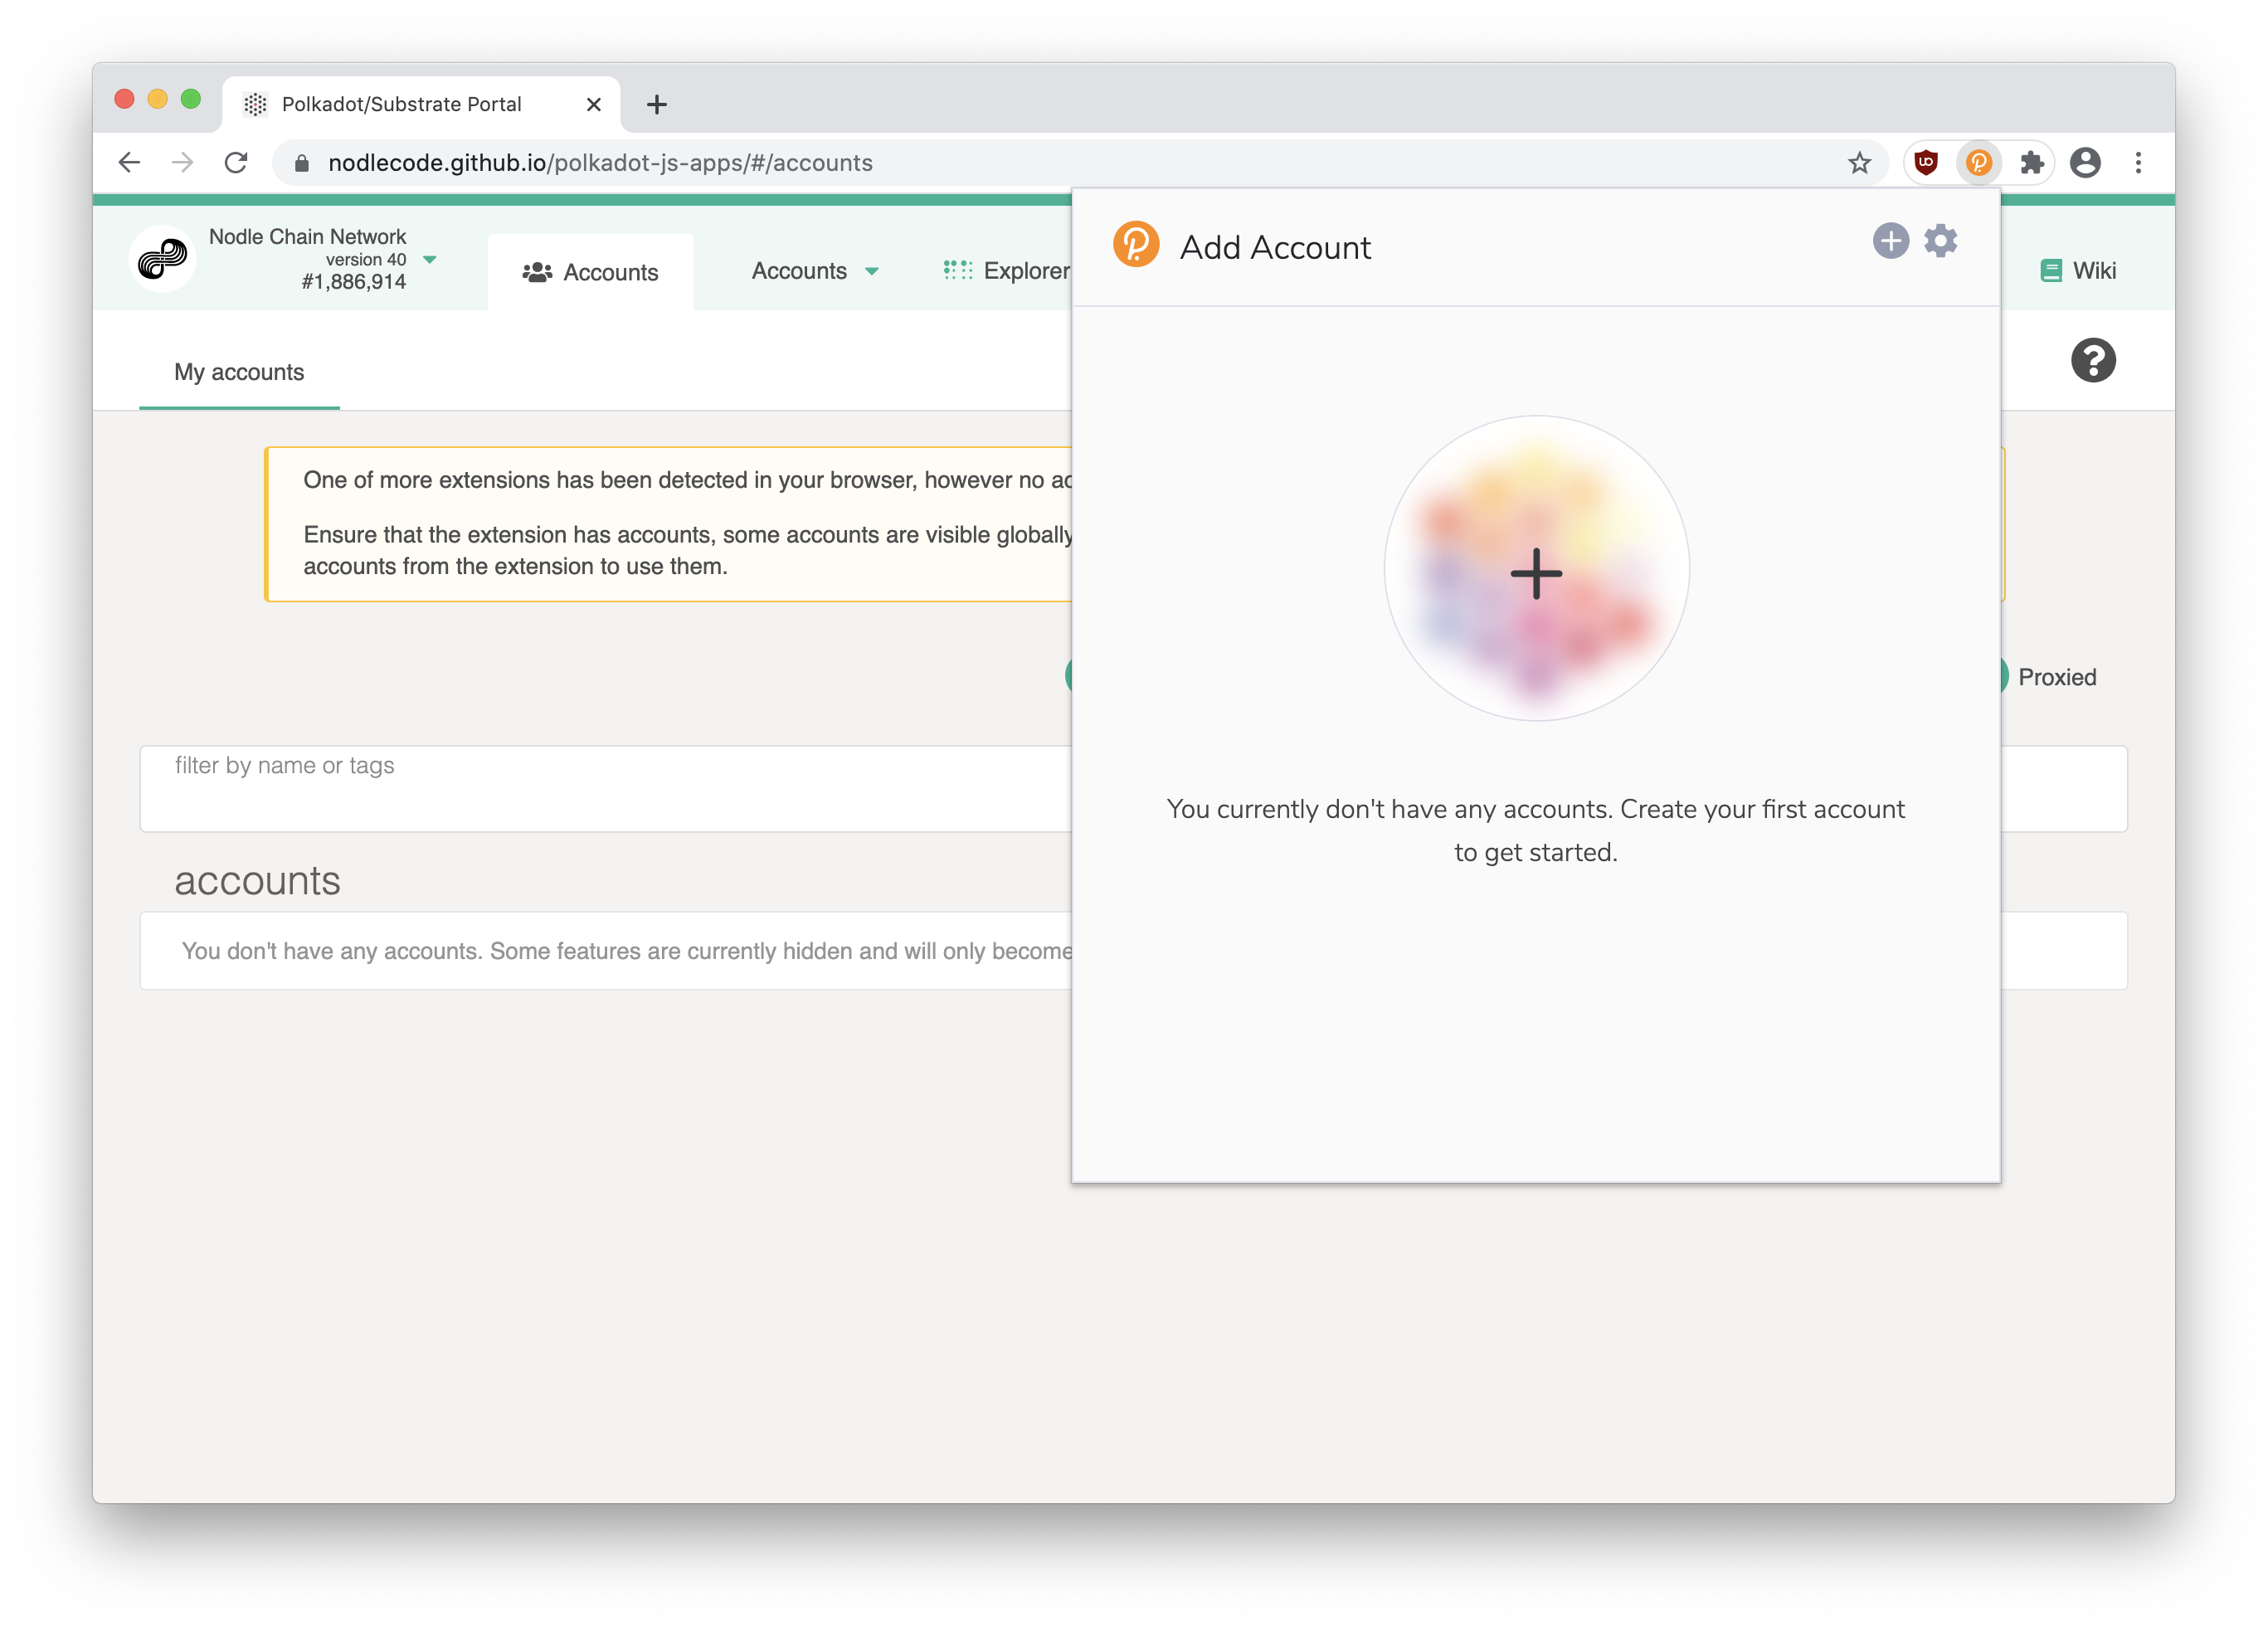 Polkadot/Substrate Portal
nodlecode.github.io/polkadot-js-apps/#/accounts
Nodle Chain Network
version 40
#1,886,914
Accounts
Accounts
Explorer
Wiki
Add Account
My accounts
One of more extensions has been detected in your browser, however no
Ensure that the extension has accounts, some accounts are visible globally
accounts from the extension to use them.
Proxied
filter by name or tags
You currently don't have any accounts. Create your first account
to get started.
accounts
You don't have any accounts. Some features are currently hidden and will only become